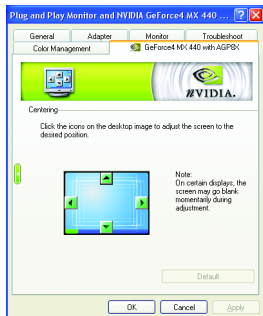 Plug and Play Monitor and NVIDIA GeForce4 MX 440 ...
General Adapter Monitor Troubleshoot
Color Management GeForce4 MX 440 with AGP8X
nVIDIA.
Centering
Click the icons on the desktop image to adjust the screen to the
desired position.
Note:
On certain displays, the
screen may go blank
momentarily during
adjustment.
Default
OK Cancel Apply